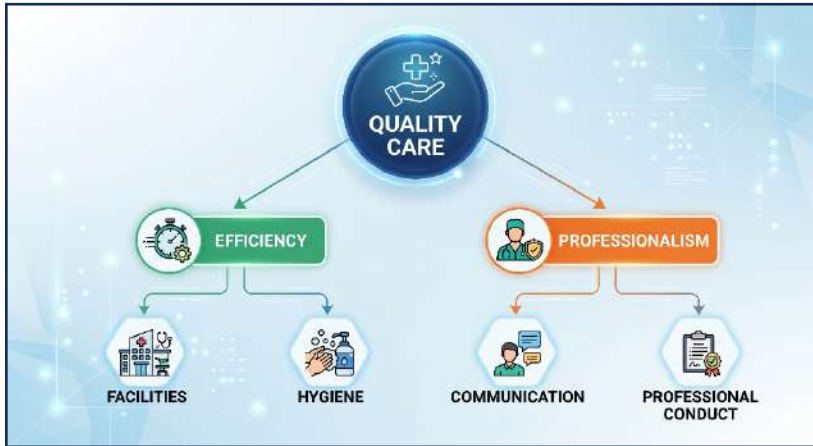 QUALITY
CARE
EFFICIENCY
PROFESSIONALISM
FACILITIES
HYGIENE
COMMUNICATION
PROFESSIONAL
CONDUCT